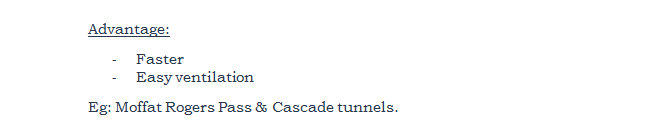 Advantage:
- Faster
- Easy ventilation
Eg: Moffat Rogers Pass & Cascade tunnels.